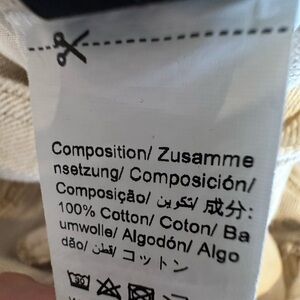 Composition/ Zusamme
nsetzung/ Composición/
Composição/ تكوين/ 成分:
100% Cotton/ Coton/ Ba
umwolle/ Algodón/ Algo
dão/ قطن/ コットン